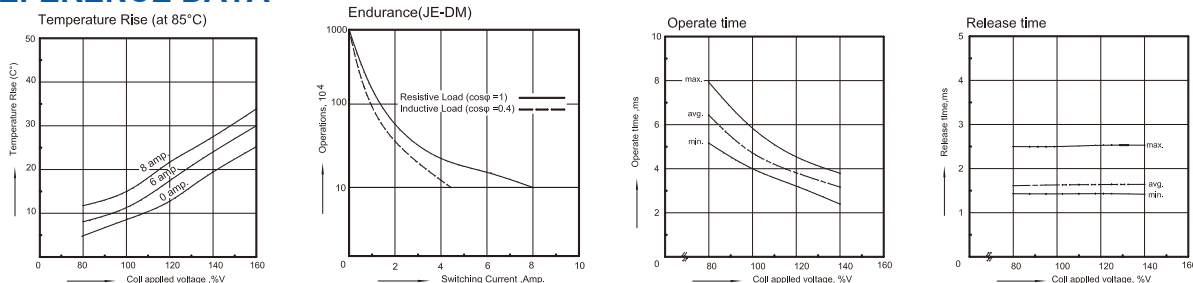 EFERENCE DATA
Temperature Rise (at 85°C)
50
40
30
20
10
0
80
100
120
140
160
Temperature Rise (C°)
8 amp.
6 amp
0 amp.
Coil applied voltage ,%V
Endurance(JE-DM)
1000
100
10
0
2
4
6
8
10
Operations, 10⁴
Resistive Load (cosφ =1)
Inductive Load (cosφ =0.4)
Switching Current ,Amp.
Operate time
10
8
6
4
2
0
80
100
120
140
160
Operate time ,ms
max.
avg.
min.
Coil applied voltage, %V
Release time
5
4
3
2
1
0
80
100
120
140
160
Release time,ms
max.
avg.
min.
Coil applied voltage, %V